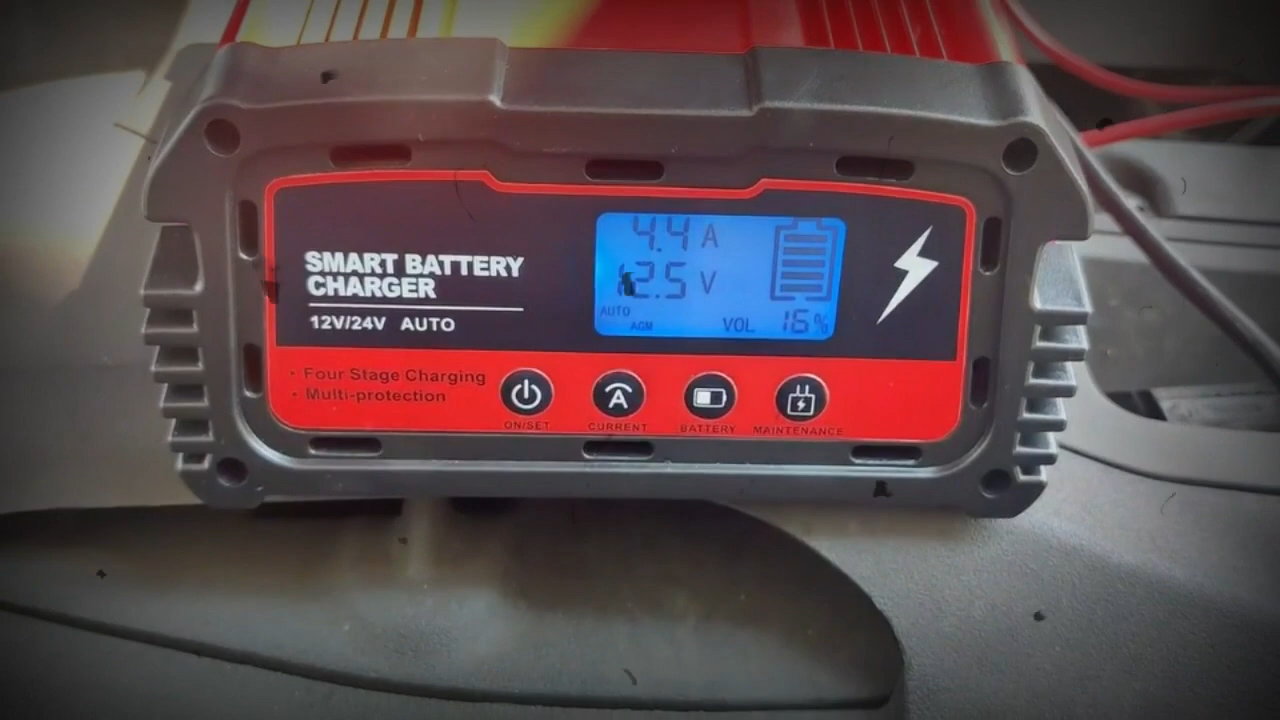 4.4 A
12.5 V
AUTO
AGM
VOL 16%
SMART BATTERY
CHARGER
12V/24V AUTO
• Four Stage Charging
• Multi-protection
ON/SET
CURRENT
BATTERY
MAINTENANCE